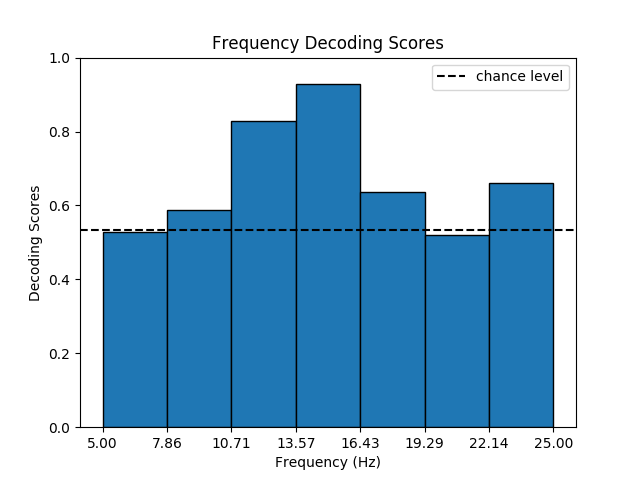 Frequency Decoding Scores
chance level
1.0
0.8
0.6
0.4
0.2
0.0
Decoding Scores
5.00 7.86 10.71 13.57 16.43 19.29 22.14 25.00
Frequency (Hz)